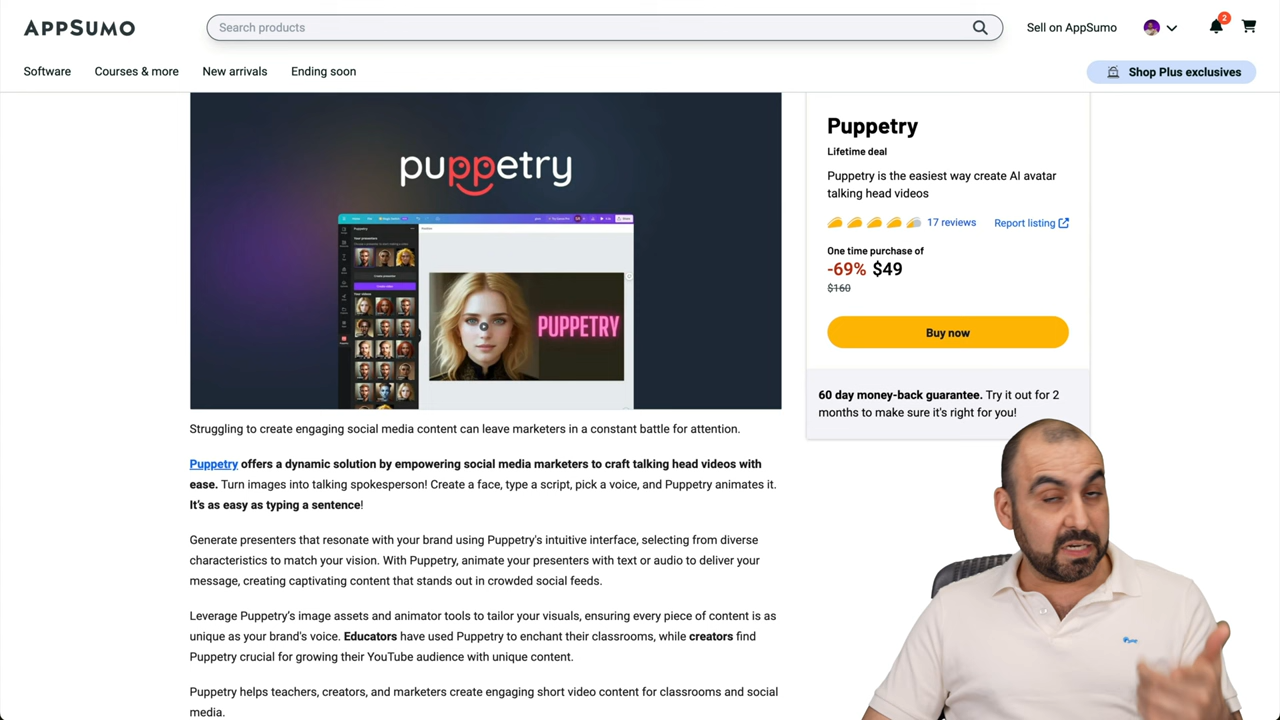 APPSUMO
Search products
Sell on AppSumo
2
Software
Courses & more
New arrivals
Ending soon
Shop Plus exclusives
puppetry
PUPPETRY
Struggling to create engaging social media content can leave marketers in a constant battle for attention.
Puppetry offers a dynamic solution by empowering social media marketers to craft talking head videos with
ease. Turn images into talking spokesperson! Create a face, type a script, pick a voice, and Puppetry animates it.
It’s as easy as typing a sentence!
Generate presenters that resonate with your brand using Puppetry's intuitive interface, selecting from diverse
characteristics to match your vision. With Puppetry, animate your presenters with text or audio to deliver your
message, creating captivating content that stands out in crowded social feeds.
Leverage Puppetry’s image assets and animator tools to tailor your visuals, ensuring every piece of content is as
unique as your brand's voice. Educators have used Puppetry to enchant their classrooms, while creators find
Puppetry crucial for growing their YouTube audience with unique content.
Puppetry helps teachers, creators, and marketers create engaging short video content for classrooms and social
media.
Puppetry
Lifetime deal
Puppetry is the easiest way create AI avatar
talking head videos
17 reviews
Report listing
One time purchase of
-69% $49
$160
Buy now
60 day money-back guarantee. Try it out for 2
months to make sure it's right for you!